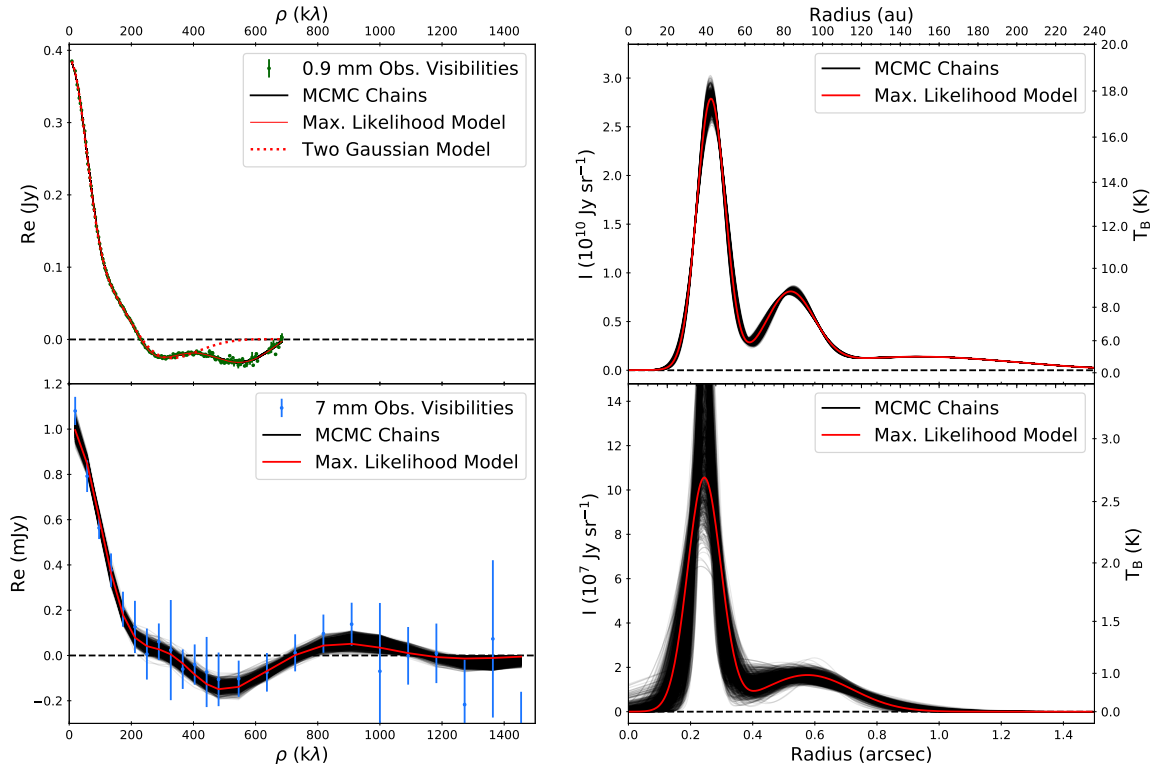 ρ (kλ)
0 200 400 600 800 1000 1200 1400
0.4
0.3
0.2
0.1
0.0
Re (Jy)
0.9 mm Obs. Visibilities
MCMC Chains
Max. Likelihood Model
Two Gaussian Model
Radius (au)
0 20 40 60 80 100 120 140 160 180 200 220 240
3.0
2.5
2.0
1.5
1.0
0.5
0.0
I (10¹⁰ Jy sr⁻¹)
MCMC Chains
Max. Likelihood Model
20.0
18.0
16.0
14.0
12.0
10.0
8.0
6.0
0.0
T_B (K)
1.2
1.0
0.8
0.6
0.4
0.2
0.0
−0.2
Re (mJy)
7 mm Obs. Visibilities
MCMC Chains
Max. Likelihood Model
0 200 400 600 800 1000 1200 1400
ρ (kλ)
14
12
10
8
6
4
2
0
I (10⁷ Jy sr⁻¹)
MCMC Chains
Max. Likelihood Model
3.0
2.5
2.0
1.5
1.0
0.0
T_B (K)
0.0 0.2 0.4 0.6 0.8 1.0 1.2 1.4
Radius (arcsec)